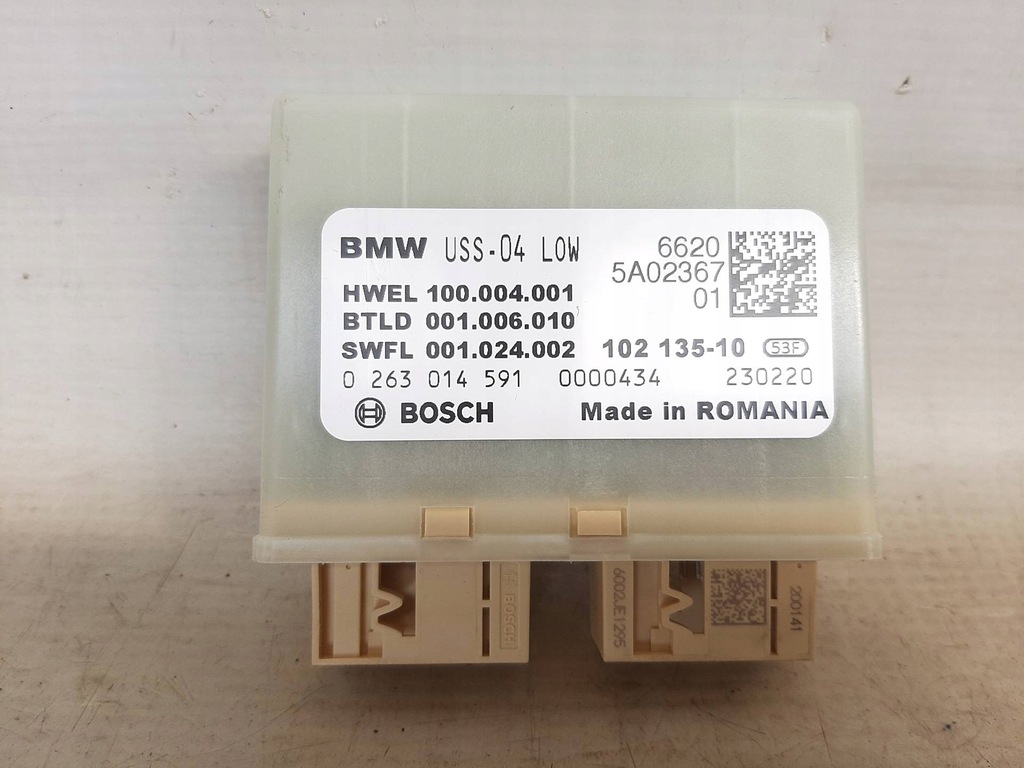 BMW USS-04 LOW
6620
5A02367
01
HWEL 100.004.001
BTLD 001.006.010
SWFL 001.024.002 102 135-10 53F
0 263 014 591 0000434 230220
BOSCH Made in ROMANIA
BOSCH
6002JE1295
200141